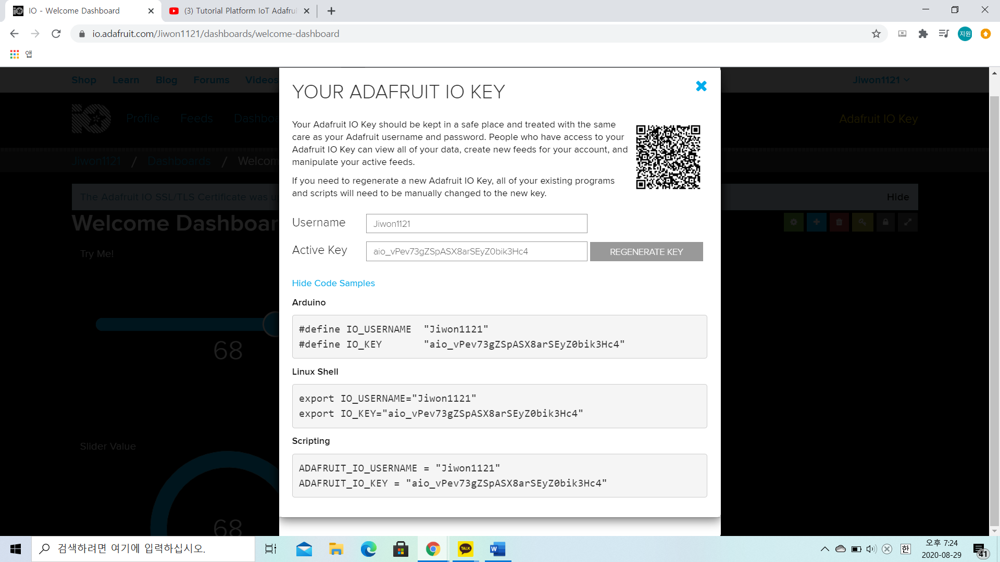 IO - Welcome Dashboard
(3) Tutorial Platform IoT Adafrui
io.adafruit.com/Jiwon1121/dashboards/welcome-dashboard
지원
앱
Shop Learn Blog Forums Videos
Jiwon1121
Profile Feeds Dashboa
Adafruit IO Key
Jiwon1121 / Dashboards / Welcom
The Adafruit IO SSL/TLS Certificate was u
Hide
Welcome Dashboar
Try Me!
68
Slider Value
68
YOUR ADAFRUIT IO KEY
Your Adafruit IO Key should be kept in a safe place and treated with the same
care as your Adafruit username and password. People who have access to your
Adafruit IO Key can view all of your data, create new feeds for your account, and
manipulate your active feeds.
If you need to regenerate a new Adafruit IO Key, all of your existing programs
and scripts will need to be manually changed to the new key.
Username
Jiwon1121
Active Key
aio_vPev73gZSpASX8arSEyZ0bik3Hc4
REGENERATE KEY
Hide Code Samples
Arduino
#define IO_USERNAME "Jiwon1121"
#define IO_KEY "aio_vPev73gZSpASX8arSEyZ0bik3Hc4"
Linux Shell
export IO_USERNAME="Jiwon1121"
export IO_KEY="aio_vPev73gZSpASX8arSEyZ0bik3Hc4"
Scripting
ADAFRUIT_IO_USERNAME = "Jiwon1121"
ADAFRUIT_IO_KEY = "aio_vPev73gZSpASX8arSEyZ0bik3Hc4"
검색하려면 여기에 입력하십시오.
TALK
W
한
오후 7:24
2020-08-29
41